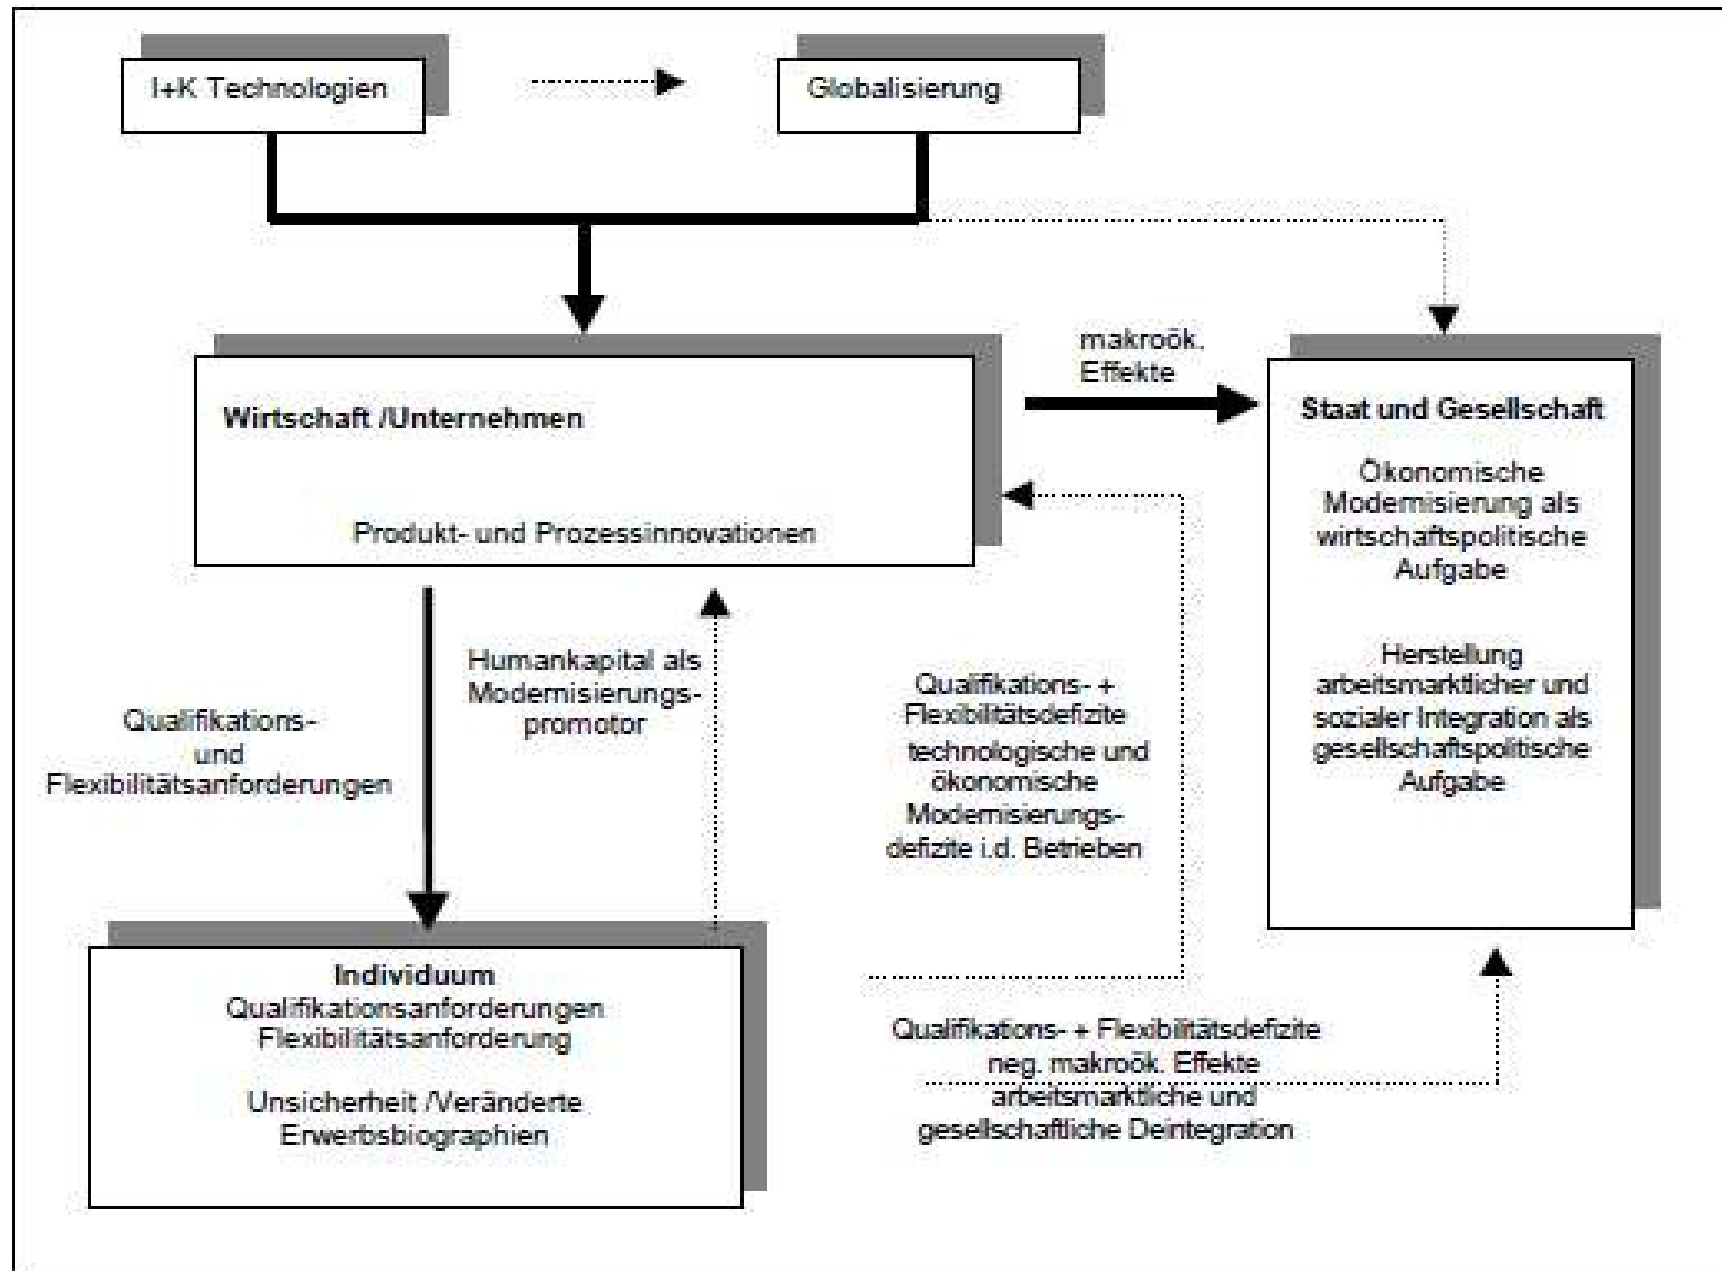 I+K Technologien
Globalisierung
makroök.
Effekte
Wirtschaft /Unternehmen
Produkt- und Prozessinnovationen
Staat und Gesellschaft
Ökonomische
Modernisierung als
wirtschaftspolitische
Aufgabe
Herstellung
arbeitsmarktlicher und
sozialer Integration als
gesellschaftspolitische
Aufgabe
Qualifikations-
und
Flexibilitätsanforderungen
Humankapital als
Modernisierungs-
promotor
Qualifikations- +
Flexibilitätsdefizite
technologische und
ökonomische
Modernisierungs-
defizite i.d. Betrieben
Individuum
Qualifikationsanforderungen
Flexibilitätsanforderung
Unsicherheit /Veränderte
Erwerbsbiographien
Qualifikations- + Flexibilitätsdefizite
neg. makroök. Effekte
arbeitsmarktliche und
gesellschaftliche Deintegration